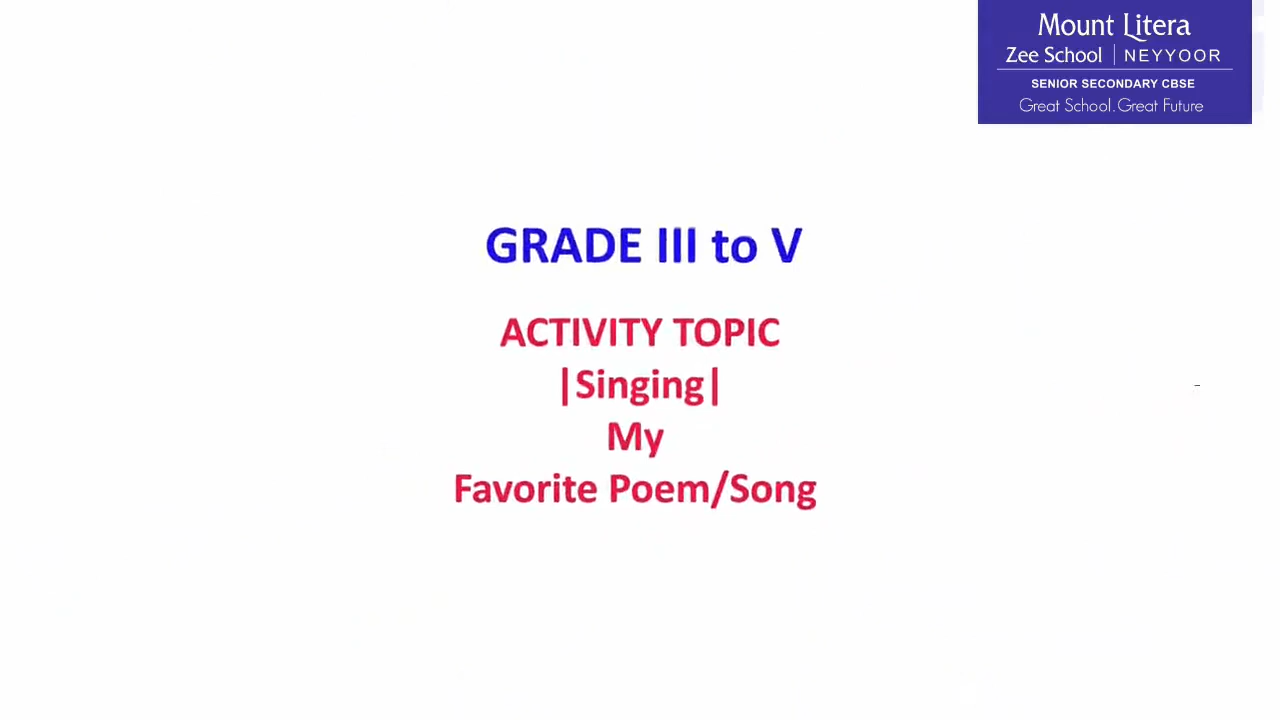 Mount Litera
Zee School | NEYYOOR
SENIOR SECONDARY CBSE
Great School.Great Future
GRADE III to V
ACTIVITY TOPIC
|Singing|
My
Favorite Poem/Song